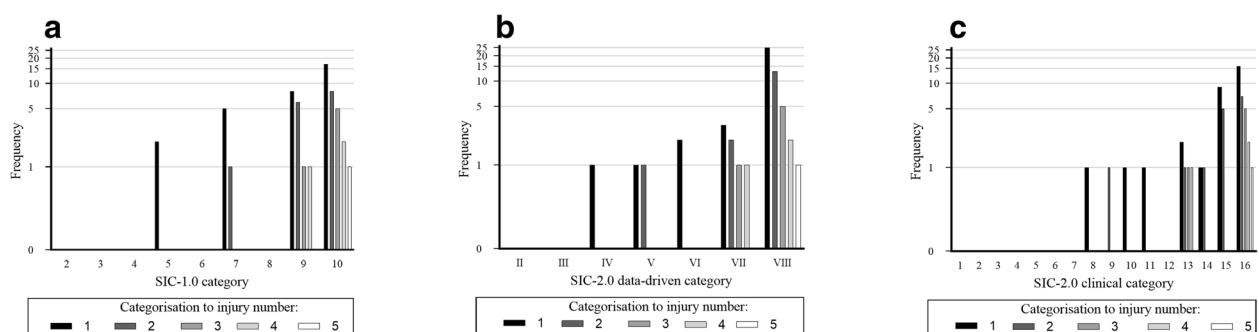 a
25
20
15
10
5
1
0
Frequency
2 3 4 5 6 7 8 9 10
SIC-1.0 category
Categorisation to injury number:
1 2 3 4 5
b
25
20
15
10
5
1
0
Frequency
II III IV V VI VII VIII
SIC-2.0 data-driven category
Categorisation to injury number:
1 2 3 4 5
c
25
20
15
10
5
1
0
Frequency
1 2 3 4 5 6 7 8 9 10 11 12 13 14 15 16
SIC-2.0 clinical category
Categorisation to injury number:
1 2 3 4 5